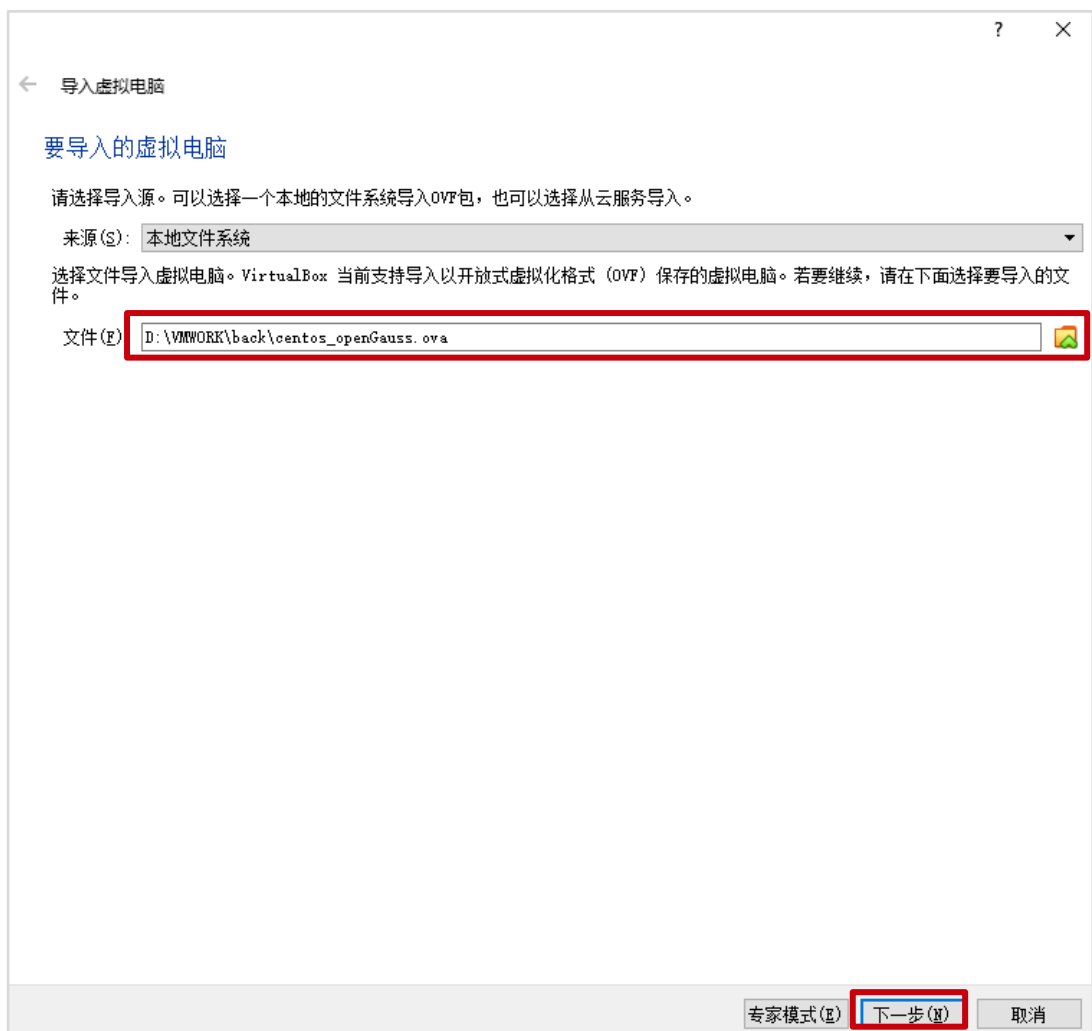 ?
导入虚拟电脑
要导入的虚拟电脑
请选择导入源。可以选择一个本地的文件系统导入OVF包，也可以选择从云服务导入。
来源(S): 本地文件系统
选择文件导入虚拟电脑。VirtualBox 当前支持导入以开放式虚拟化格式 (OVF) 保存的虚拟电脑。若要继续，请在下面选择要导入的文
件。
文件(F) D:\VMWORK\back\centos_openGauss.ova
专家模式(E) 下一步(N) 取消